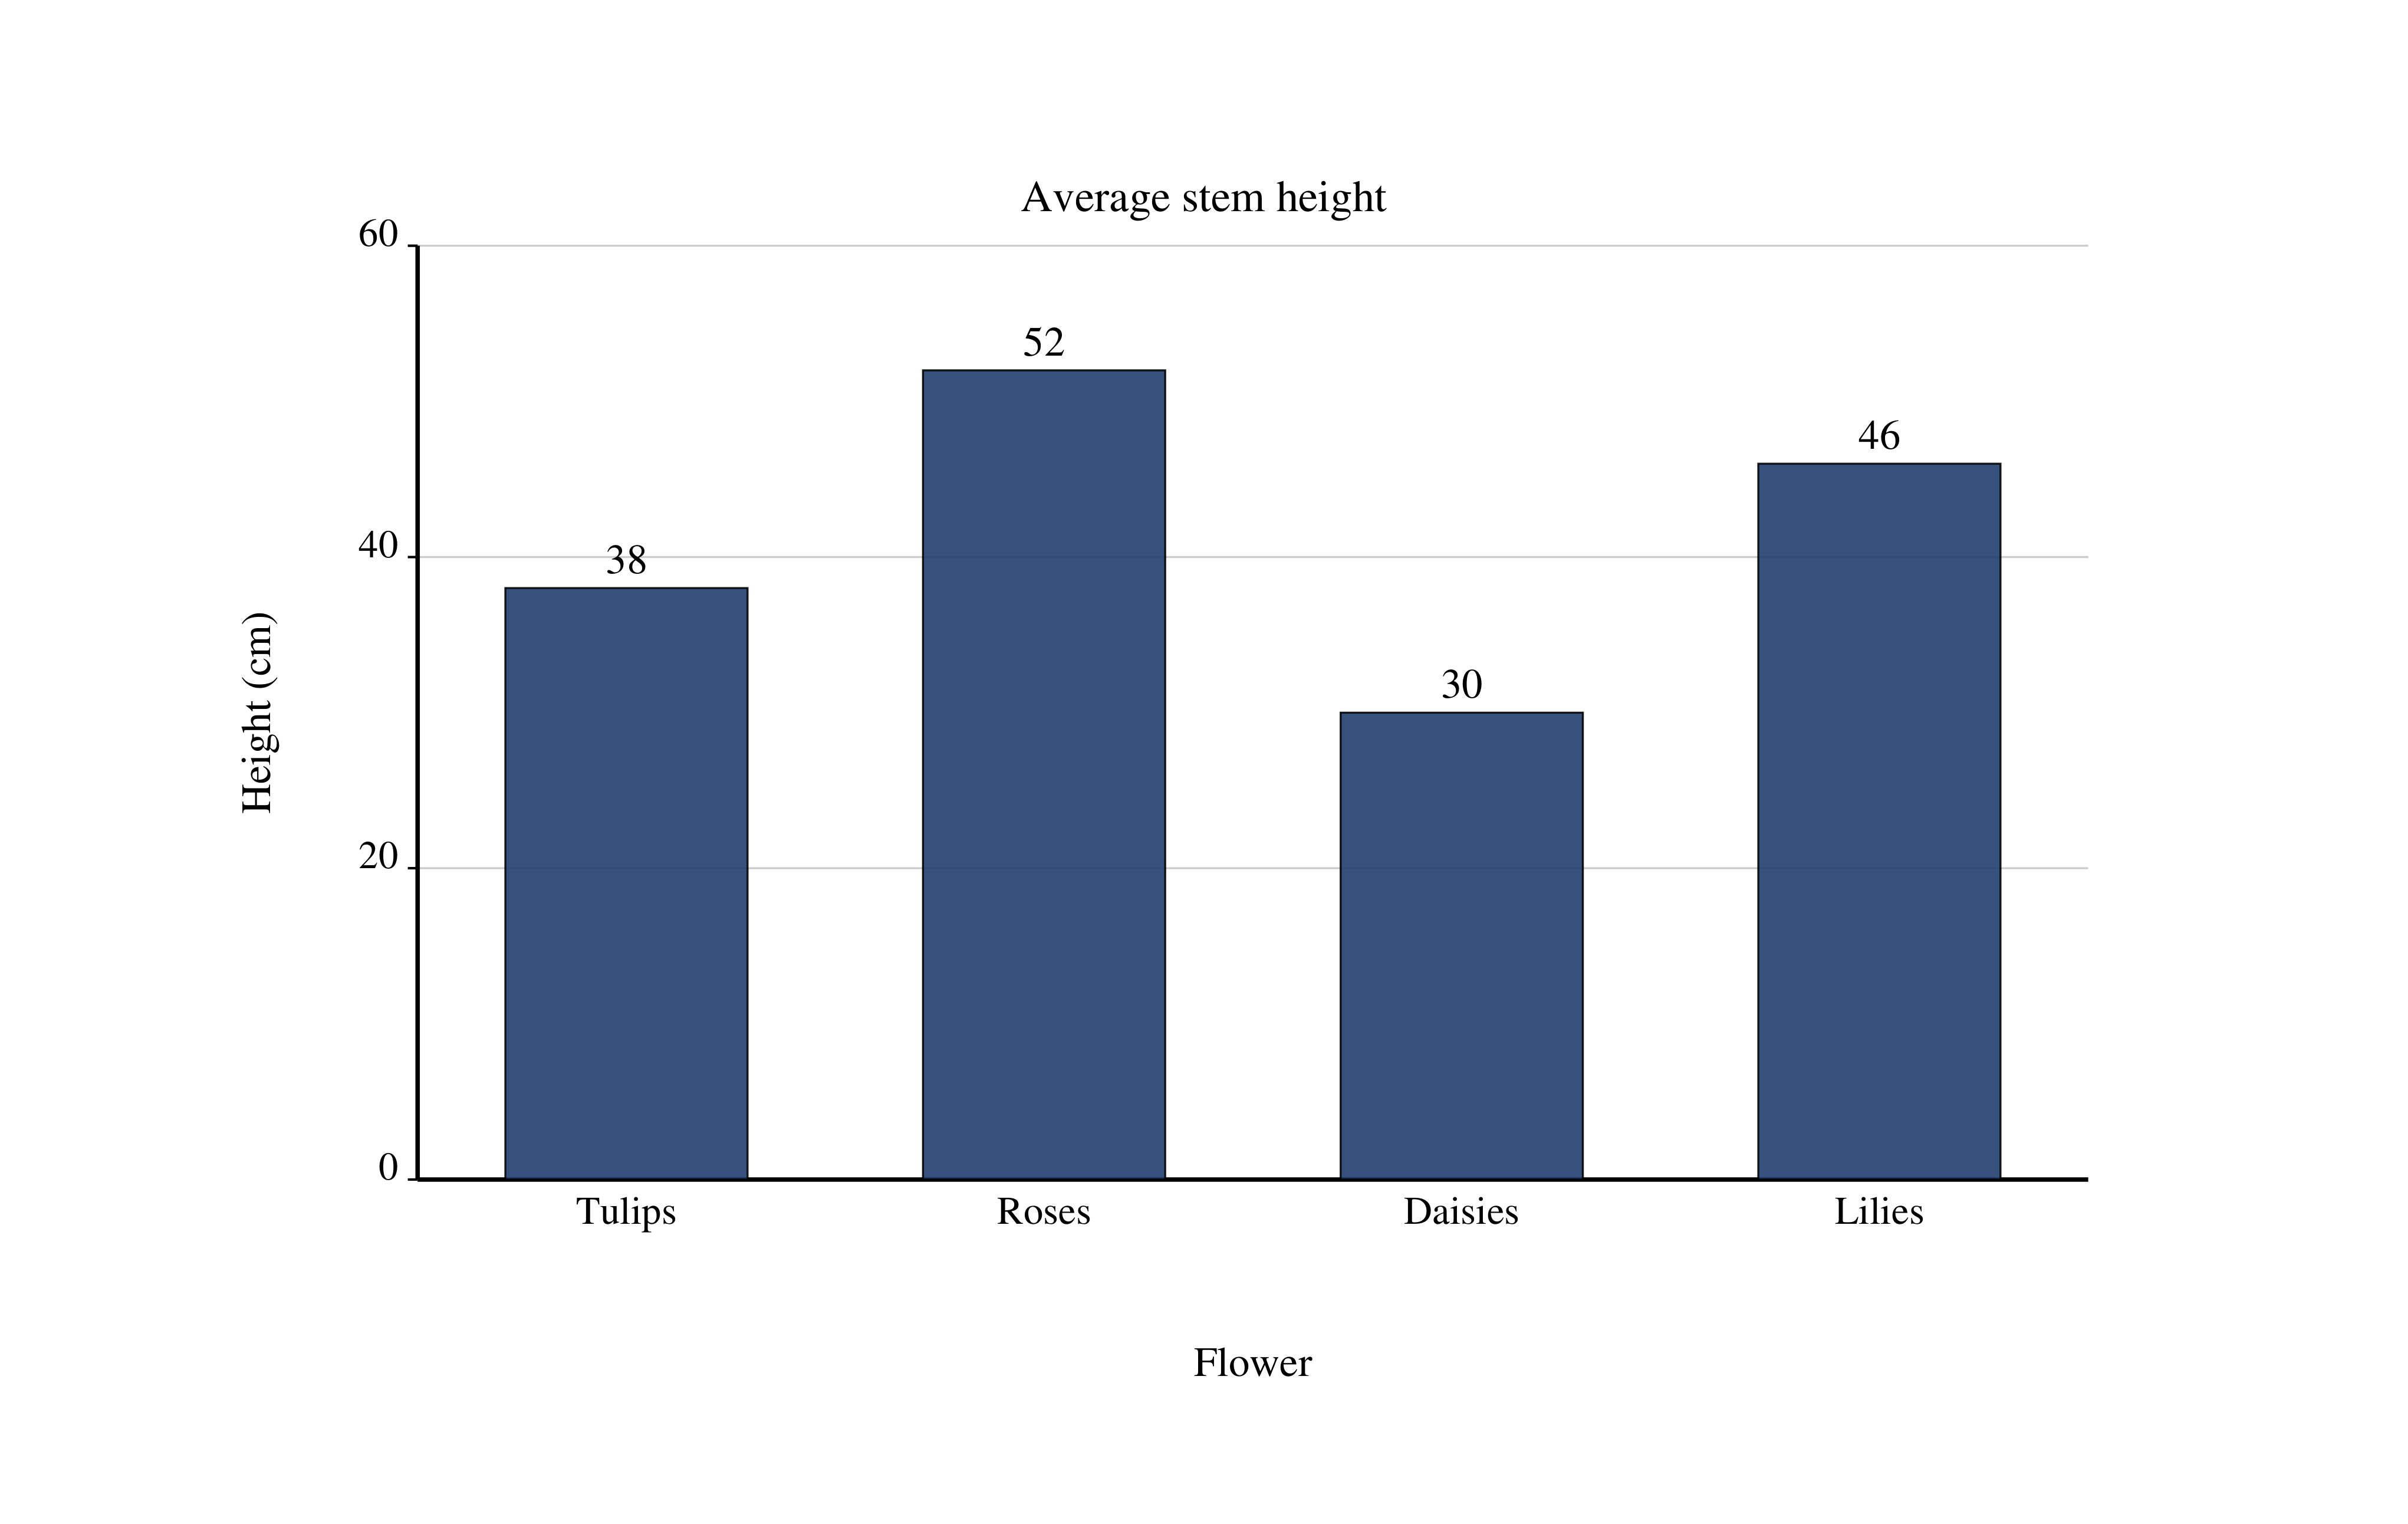 Average stem height
60
52
46
40
38
30
20
0
Height (cm)
Tulips Roses Daisies Lilies
Flower